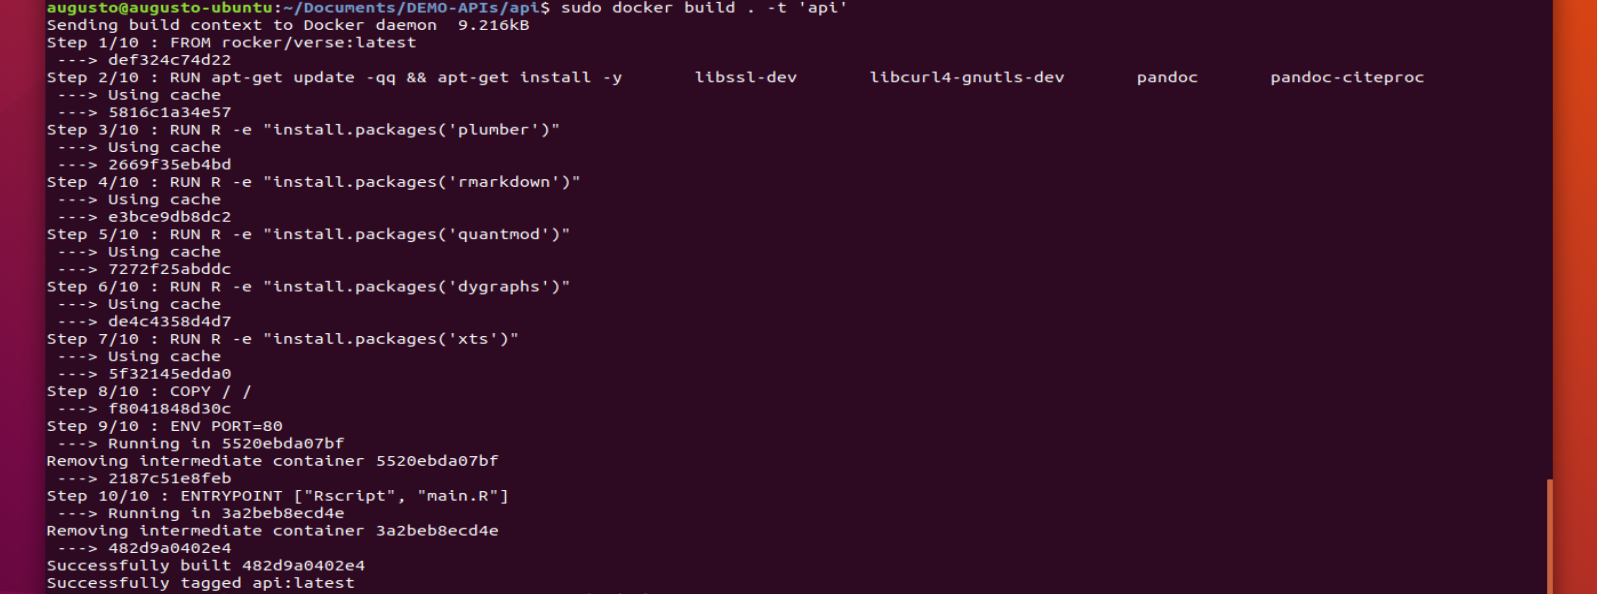 augusto@augusto-ubuntu:~/Documents/DEMO-APIs/api$ sudo docker build . -t 'api'
Sending build context to Docker daemon  9.216kB
Step 1/10 : FROM rocker/verse:latest
 ---> def324c74d22
Step 2/10 : RUN apt-get update -qq && apt-get install -y       libssl-dev       libcurl4-gnutls-dev       pandoc       pandoc-citeproc
 ---> Using cache
 ---> 5816c1a34e57
Step 3/10 : RUN R -e "install.packages('plumber')"
 ---> Using cache
 ---> 2669f35eb4bd
Step 4/10 : RUN R -e "install.packages('rmarkdown')"
 ---> Using cache
 ---> e3bce9db8dc2
Step 5/10 : RUN R -e "install.packages('quantmod')"
 ---> Using cache
 ---> 7272f25abddc
Step 6/10 : RUN R -e "install.packages('dygraphs')"
 ---> Using cache
 ---> de4c4358d4d7
Step 7/10 : RUN R -e "install.packages('xts')"
 ---> Using cache
 ---> 5f32145edda0
Step 8/10 : COPY / /
 ---> f8041848d30c
Step 9/10 : ENV PORT=80
 ---> Running in 5520ebda07bf
Removing intermediate container 5520ebda07bf
 ---> 2187c51e8feb
Step 10/10 : ENTRYPOINT ["Rscript", "main.R"]
 ---> Running in 3a2beb8ecd4e
Removing intermediate container 3a2beb8ecd4e
 ---> 482d9a0402e4
Successfully built 482d9a0402e4
Successfully tagged api:latest